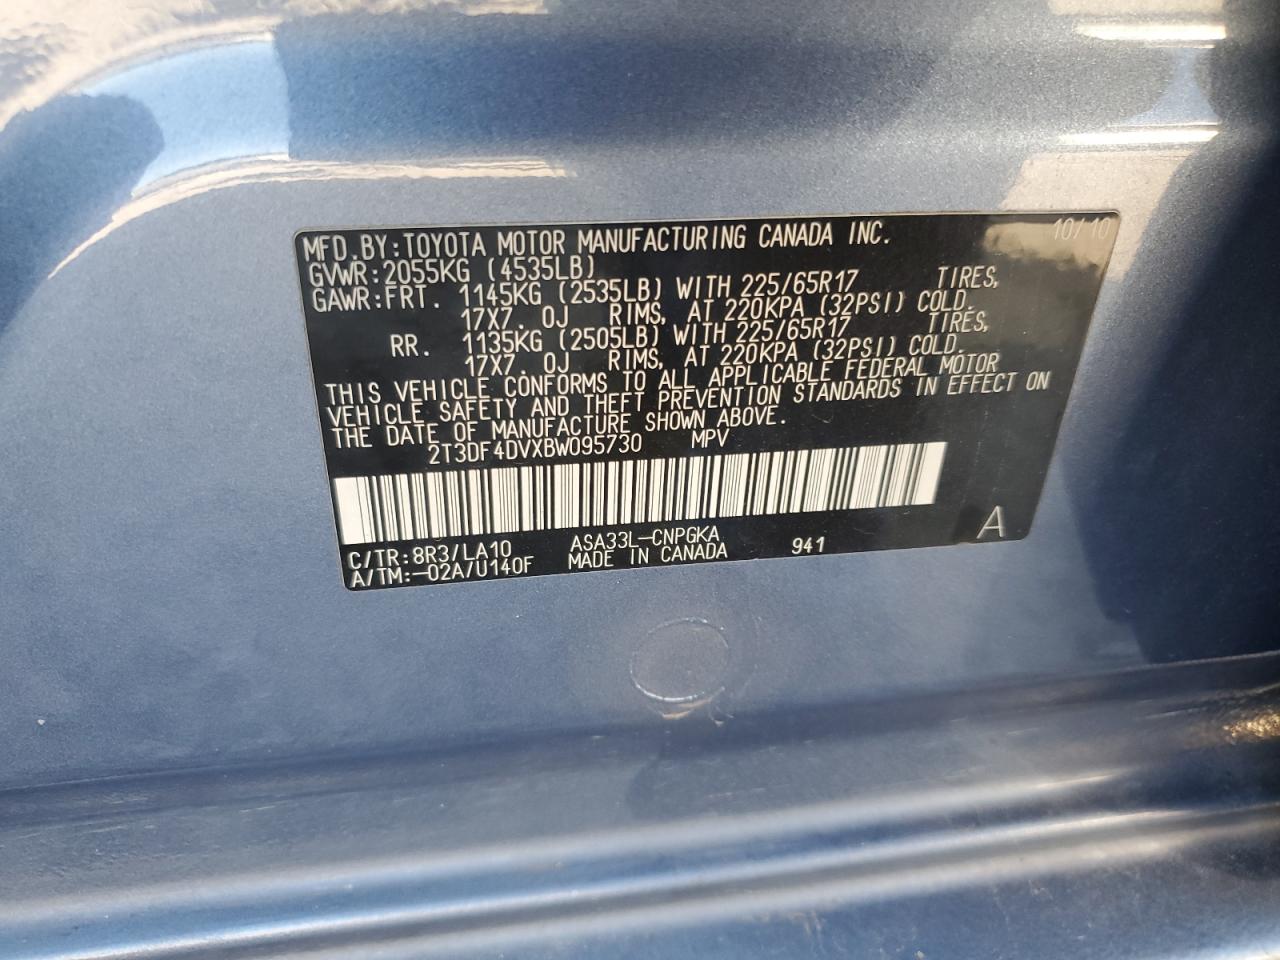 MFD.BY:TOYOTA MOTOR MANUFACTURING CANADA INC. 10/10
GVWR:2055KG (4535LB)
GAWR:FRT. 1145KG (2535LB) WITH 225/65R17 TIRES,
17X7.0J RIMS, AT 220KPA (32PSI) COLD.
RR. 1135KG (2505LB) WITH 225/65R17 TIRES,
17X7.0J RIMS, AT 220KPA (32PSI) COLD.
THIS VEHICLE CONFORMS TO ALL APPLICABLE FEDERAL MOTOR
VEHICLE SAFETY AND THEFT PREVENTION STANDARDS IN EFFECT ON
THE DATE OF MANUFACTURE SHOWN ABOVE.
2T3DF4DVXBW095730 MPV
C/TR:8R3/LA10 ASA33L-CNPGKA
A/TM:-02A/U140F MADE IN CANADA 941 A